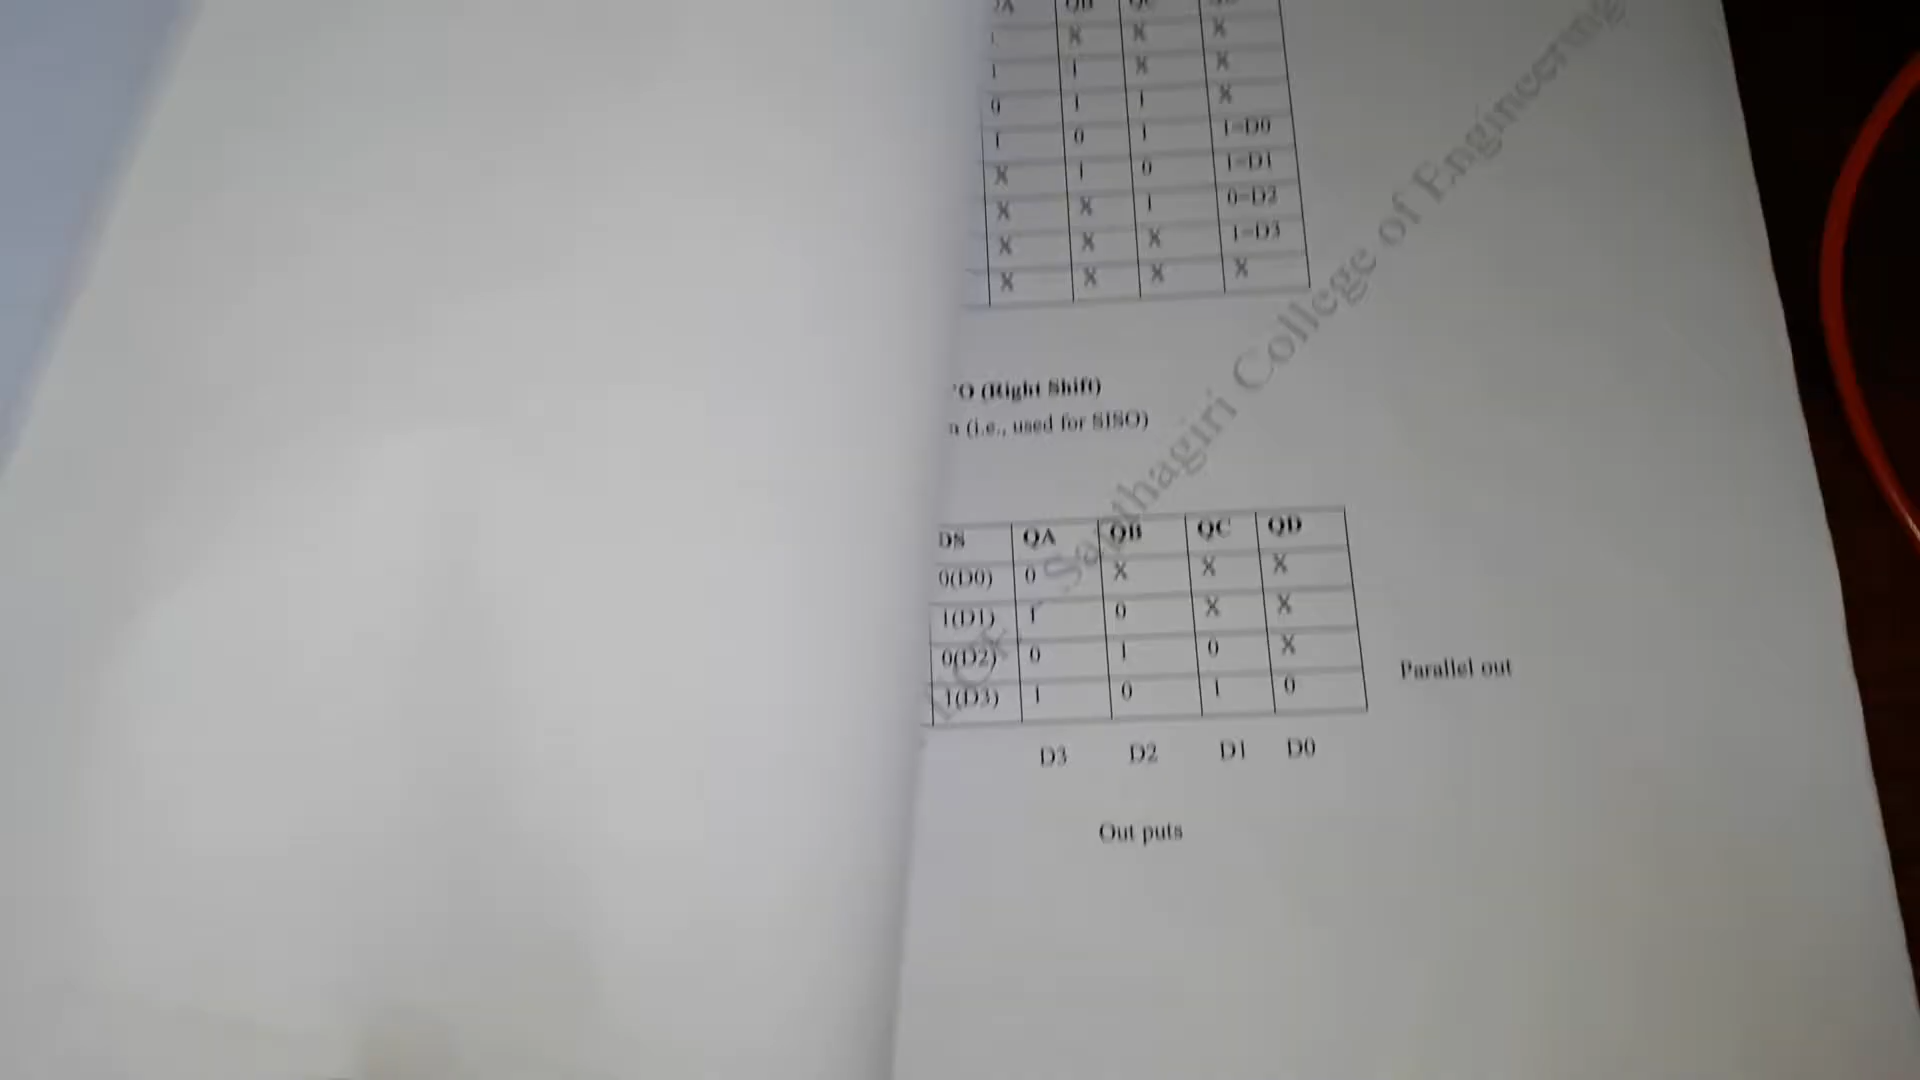 QB QC
1 X X X
1 1 X X
0 1 1 X
1 0 1 1=D0
X 1 0 1=D1
X X 1 0=D2
X X X 1=D3
X X X X
O (Right Shift)
n (i.e., used for SISO)
DS QA QB QC QD
0(D0) 0 X X X
1(D1) 1 0 X X
0(D2) 0 1 0 X
1(D3) 1 0 1 0
Parallel out
D3 D2 D1 D0
Out puts
Sapthagiri College of Engineering